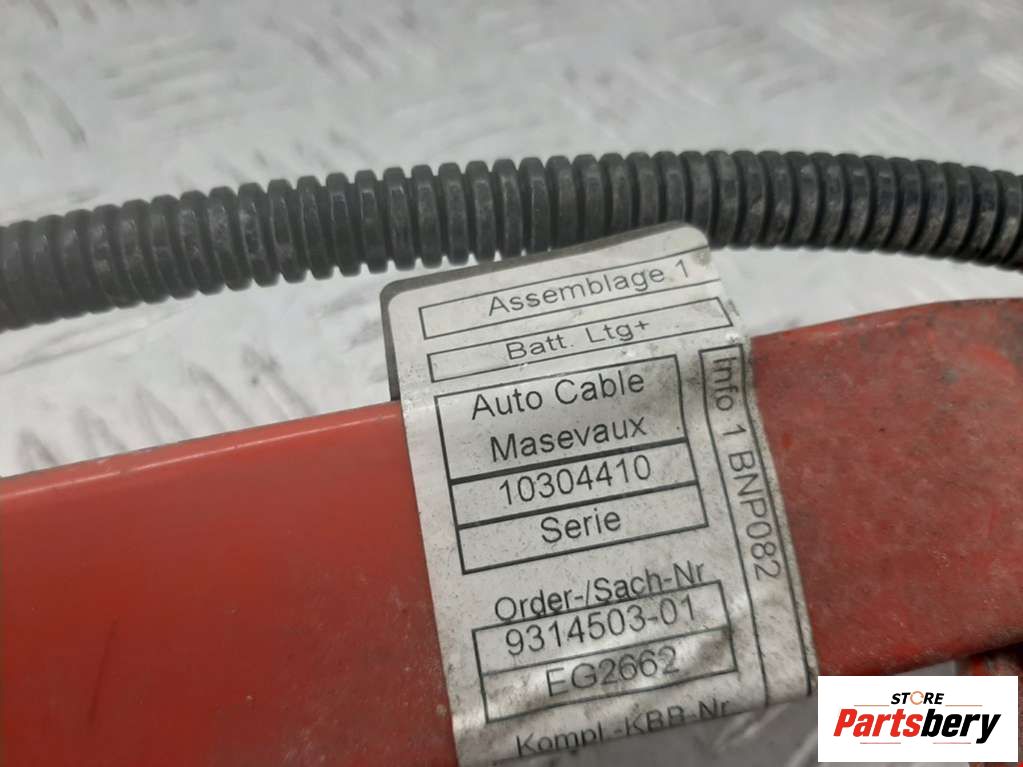 Assemblage 1
Batt. Ltg+
Auto Cable
Masevaux
10304410
Serie
Info 1 BNP082
Order-/Sach-Nr
9314503-01
EG2662
Kompl.-KBB-Nr
STORE
Partsbery